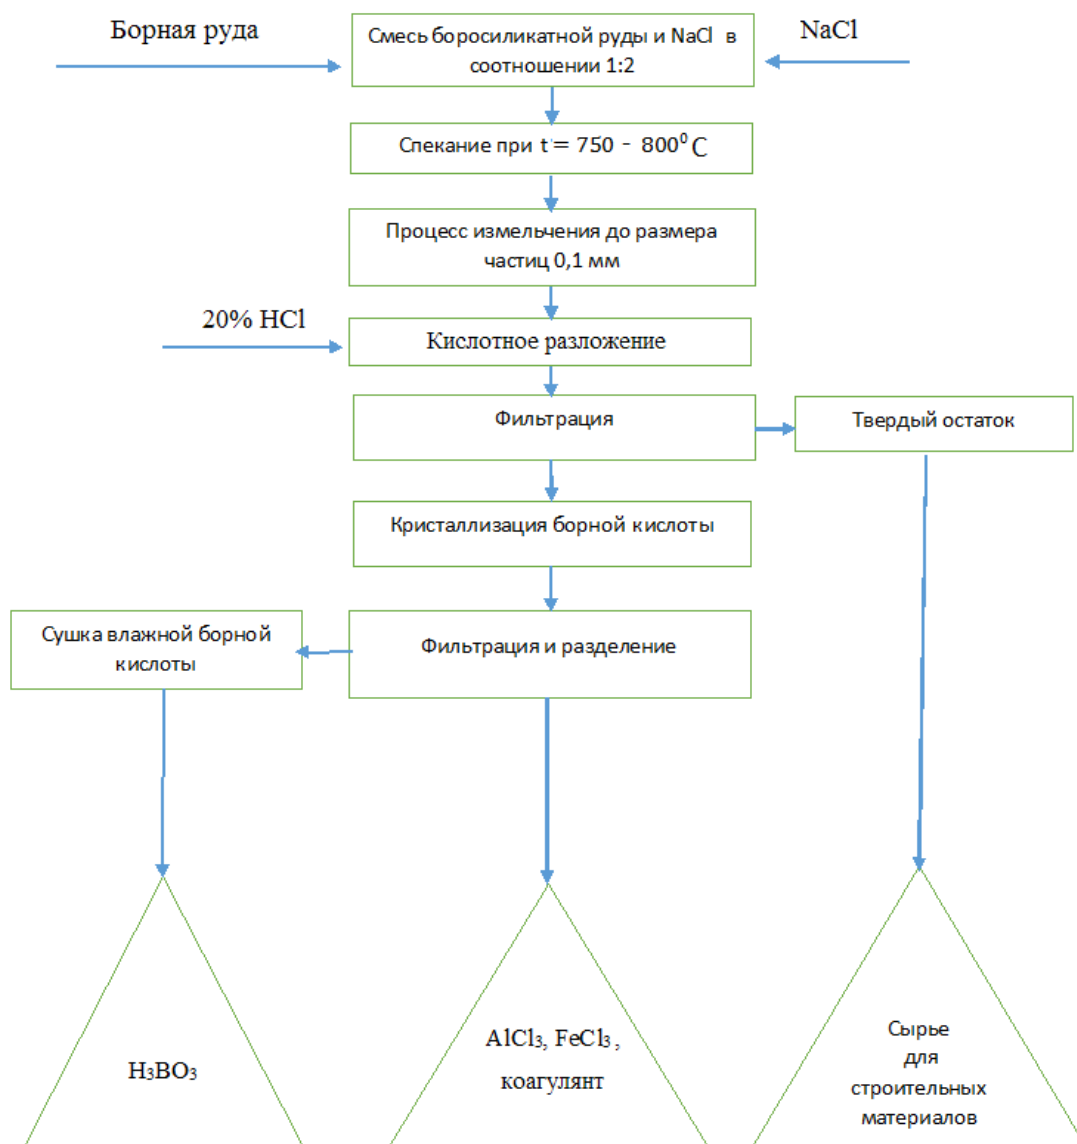 Борная руда
Смесь боросиликатной руды и NaCl в
соотношении 1:2
NaCl
Спекание при t = 750 - 800⁰ C
Процесс измельчения до размера
частиц 0,1 мм
20% HCl
Кислотное разложение
Фильтрация
Твердый остаток
Кристаллизация борной кислоты
Сушка влажной борной
кислоты
Фильтрация и разделение
H₃BO₃
AlCl₃, FeCl₃ ,
коагулянт
Сырье
для
строительных
материалов